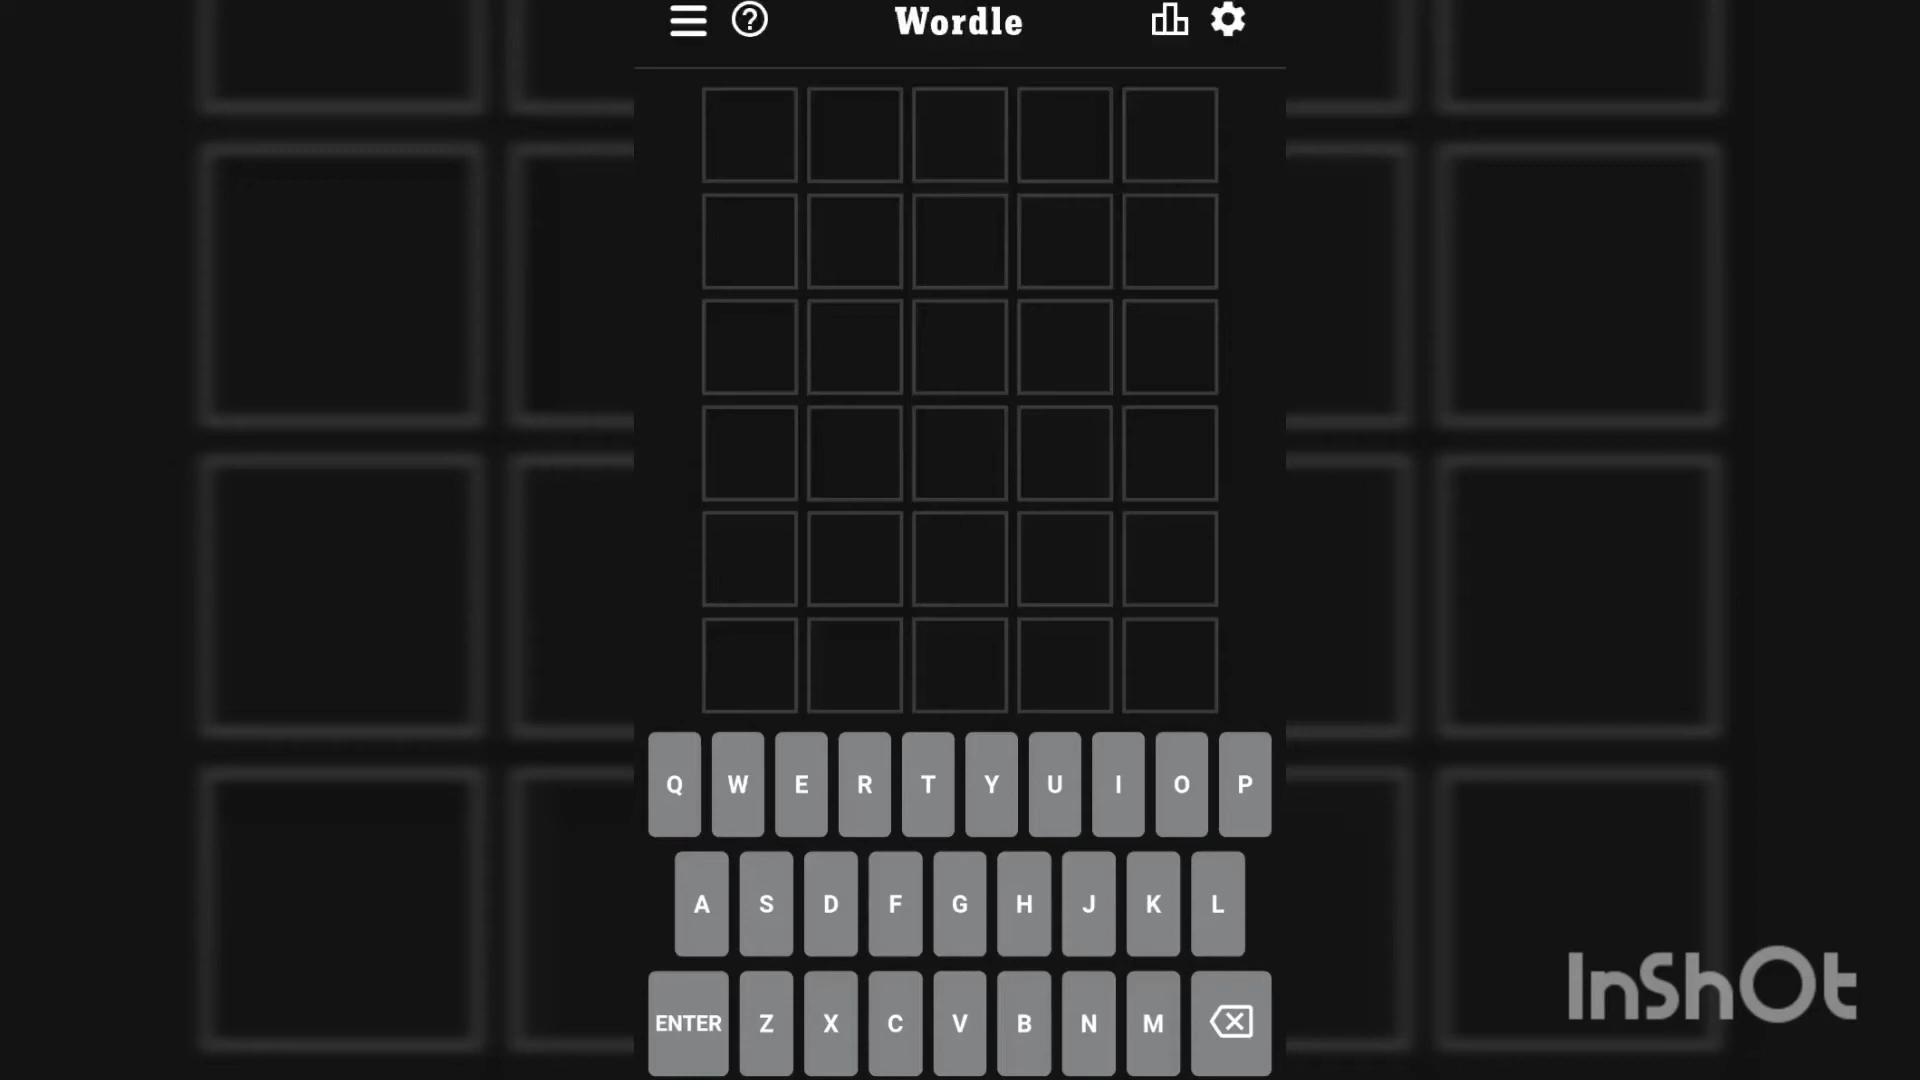 Wordle
Q W E R T Y U I O P
A S D F G H J K L
ENTER Z X C V B N M
InShOt